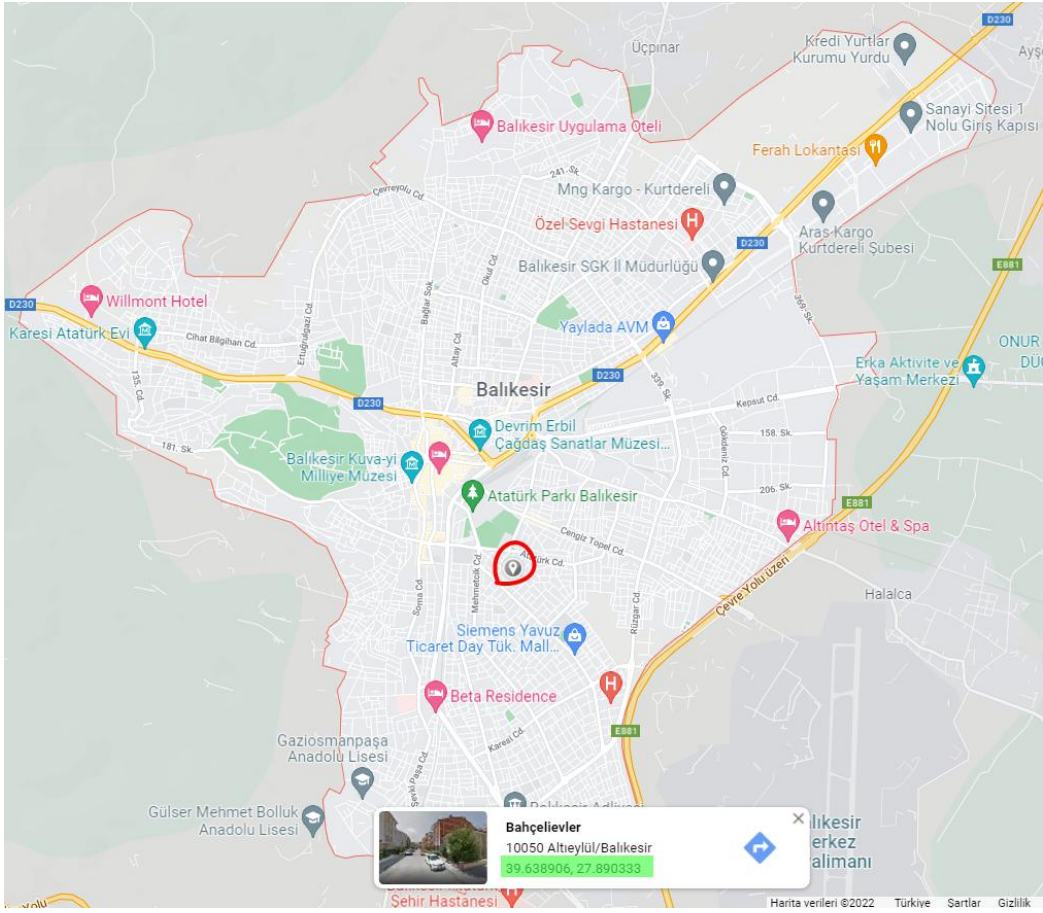 D230
Kredi Yurtlar
Kurumu Yurdu
Üçpınar
Sanayi Sitesi 1
Nolu Giriş Kapısı
Balıkesir Uygulama Oteli
Ferah Lokantası
241. Sk.
Çevreyolu Cd.
Mng Kargo - Kurtdereli
Okul Cd.
Özel Sevgi Hastanesi
Aras Kargo
Kurtdereli Şubesi
D230
Balıkesir SGK İl Müdürlüğü
E881
Bağlar Sok.
Willmont Hotel
D230
369. Sk.
Ertuğrulgazi Cd.
Karesi Atatürk Evi
Yaylada AVM
Cihat Bilgihan Cd.
Altay Cd.
ONUR
Erka Aktivite ve
Yaşam Merkezi
735. Cd.
339. Sk.
D230
Balıkesir
D230
Kepsut Cd.
Devrim Erbil
Çağdaş Sanatlar Müzesi...
158. Sk.
Gökdeniz Cd.
181. Sk.
Balıkesir Kuva-yi
Milliye Müzesi
206. Sk.
Atatürk Parkı Balıkesir
E881
Altıntaş Otel & Spa
Cengiz Topel Cd.
Atatürk Cd.
Mehmetcik Cd.
Soma Cd.
Çevre Yolu üzeri
Rüzgar Cd.
Halalca
Siemens Yavuz
Ticaret Day Tük. Mall...
Beta Residence
E881
Karesi Cd.
Gaziosmanpaşa
Anadolu Lisesi
Gülser Mehmet Bolluk
Anadolu Lisesi
Bahçelievler
10050 Altıeylül/Balıkesir
39.638906, 27.890333
Şehir Hastanesi
Harita verileri ©2022 Türkiye Şartlar Gizlilik